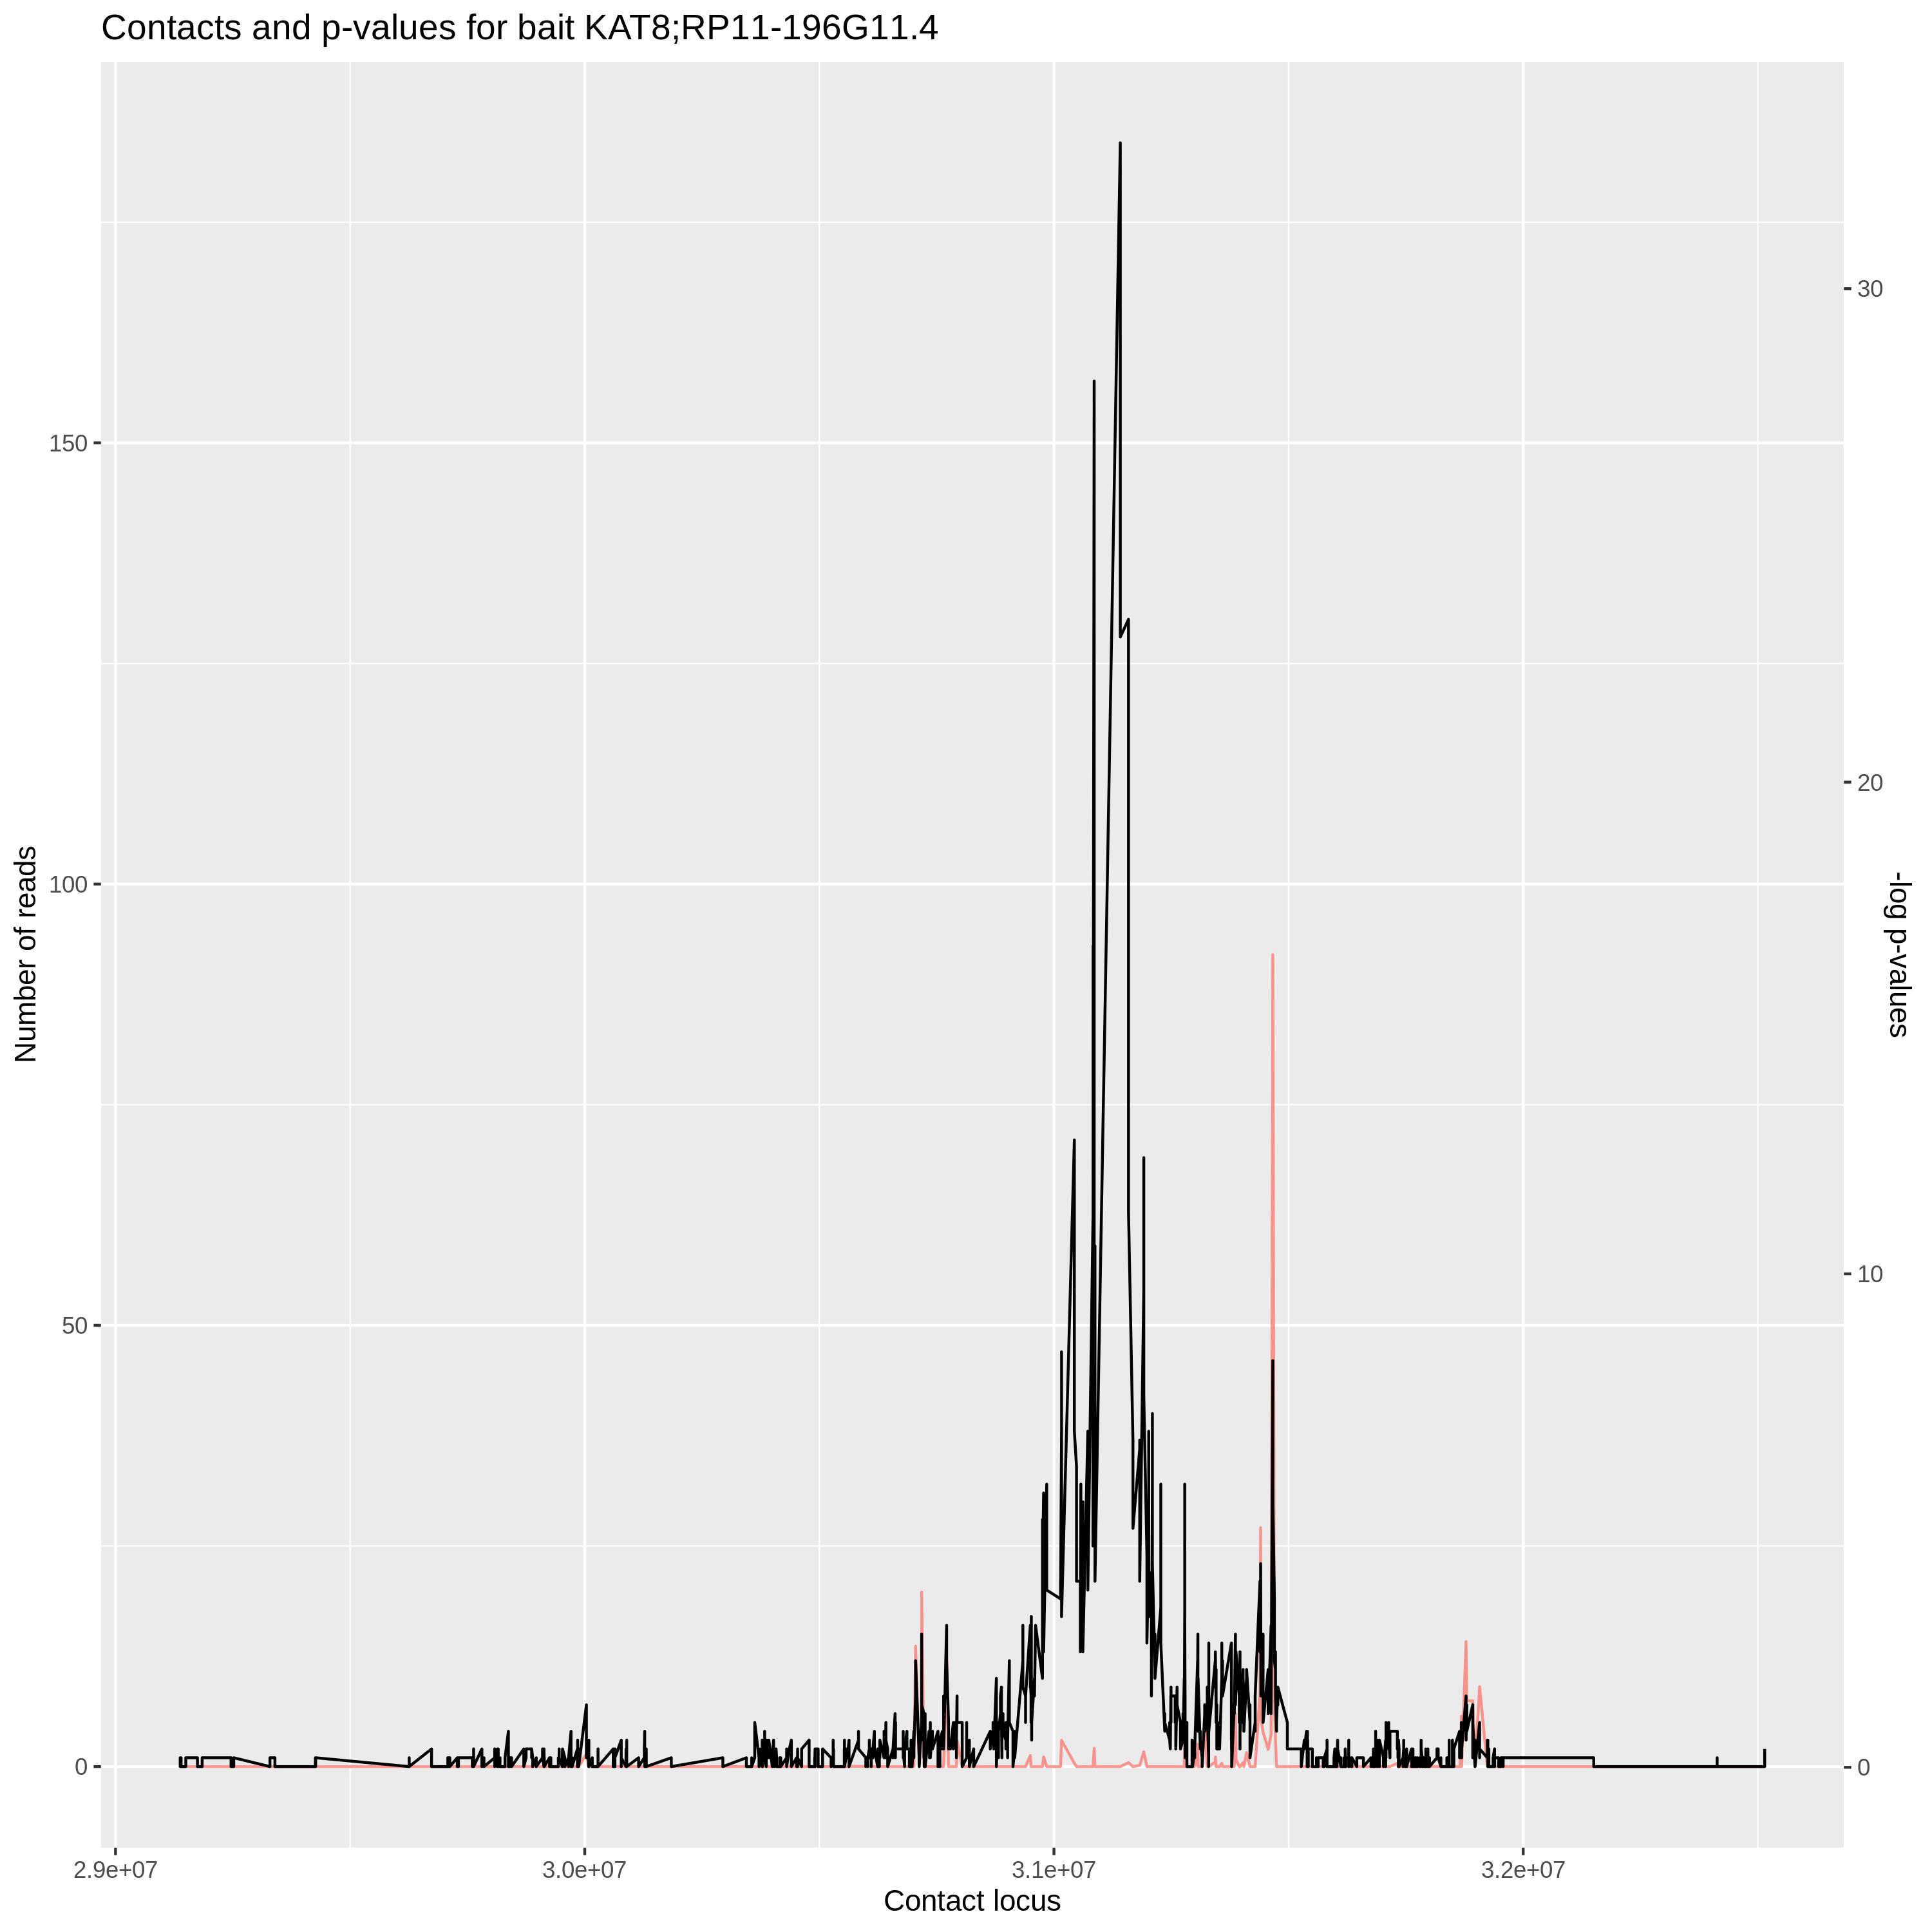 Contacts and p-values for bait KAT8;RP11-196G11.4
150
100
50
0
Number of reads
30
20
10
0
-log p-values
2.9e+07
3.0e+07
3.1e+07
3.2e+07
Contact locus